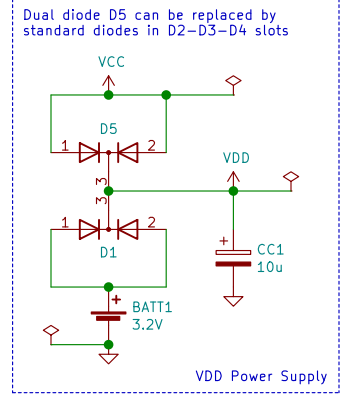 Dual diode D5 can be replaced by
standard diodes in D2-D3-D4 slots
VCC
D5
1 2
3
VDD
3
1 2
D1
CC1
10u
BATT1
3.2V
VDD Power Supply